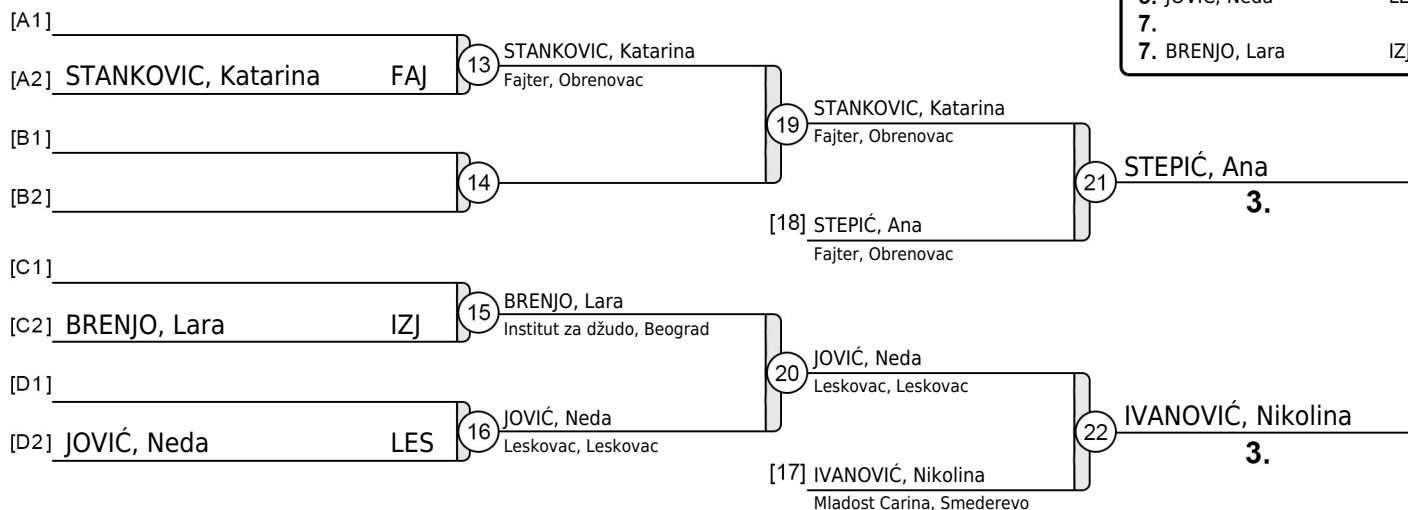 [A1]
[A2] STANKOVIC, Katarina FAJ
13
STANKOVIC, Katarina
Fajter, Obrenovac
[B1]
[B2]
14
19
STANKOVIC, Katarina
Fajter, Obrenovac
[18] STEPIĆ, Ana
Fajter, Obrenovac
21
STEPIĆ, Ana
3.
[C1]
[C2] BRENJO, Lara IZJ
15
BRENJO, Lara
Institut za džudo, Beograd
[D1]
[D2] JOVIĆ, Neda LES
16
JOVIĆ, Neda
Leskovac, Leskovac
20
JOVIĆ, Neda
Leskovac, Leskovac
[17] IVANOVIĆ, Nikolina
Mladost Carina, Smederevo
22
IVANOVIĆ, Nikolina
3.
JOVIĆ, Neda
7.
7. BRENJO, Lara IZJ